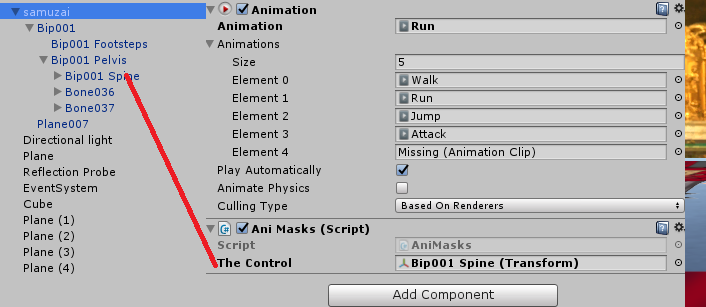 samuzai
Bip001
Bip001 Footsteps
Bip001 Pelvis
Bip001 Spine
Bone036
Bone037
Plane007
Directional light
Plane
Reflection Probe
EventSystem
Cube
Plane (1)
Plane (2)
Plane (3)
Plane (4)
Animation
Animation Run
Animations
Size 5
Element 0 Walk
Element 1 Run
Element 2 Jump
Element 3 Attack
Element 4 Missing (Animation Clip)
Play Automatically
Animate Physics
Culling Type Based On Renderers
Ani Masks (Script)
Script AniMasks
The Control Bip001 Spine (Transform)
Add Component